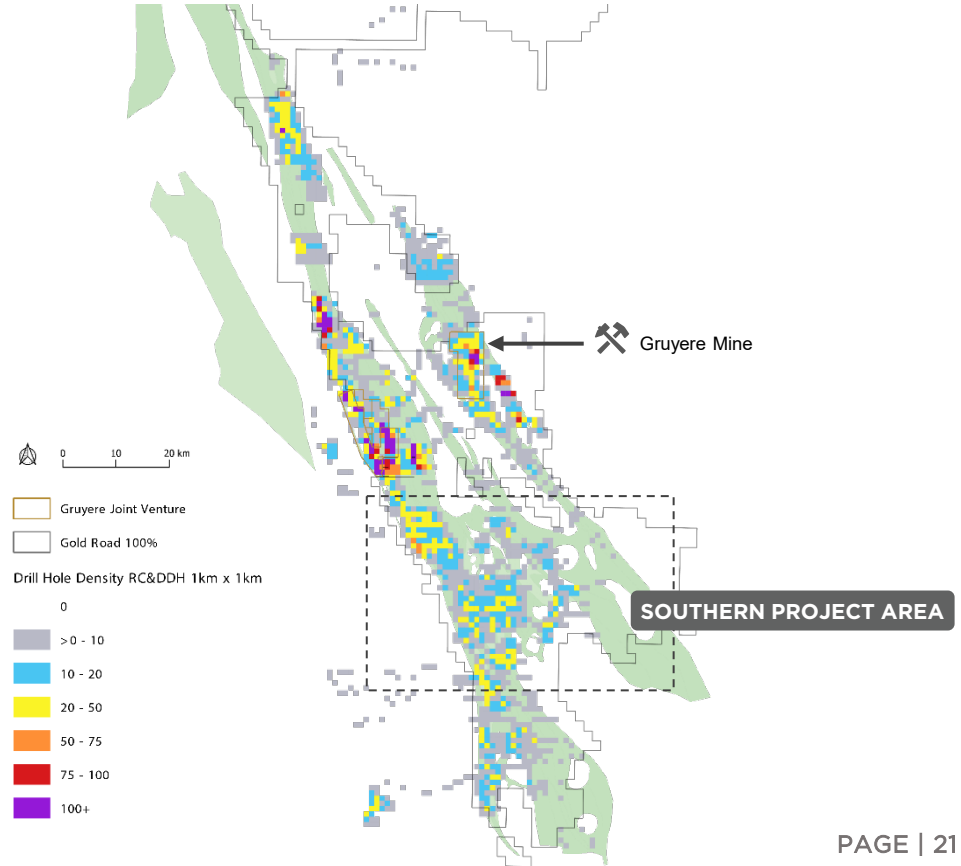 Gruyere Mine
0 10 20 km
Gruyere Joint Venture
Gold Road 100%
Drill Hole Density RC&DDH 1km x 1km
0
>0 - 10
10 - 20
20 - 50
50 - 75
75 - 100
100+
SOUTHERN PROJECT AREA
PAGE | 21